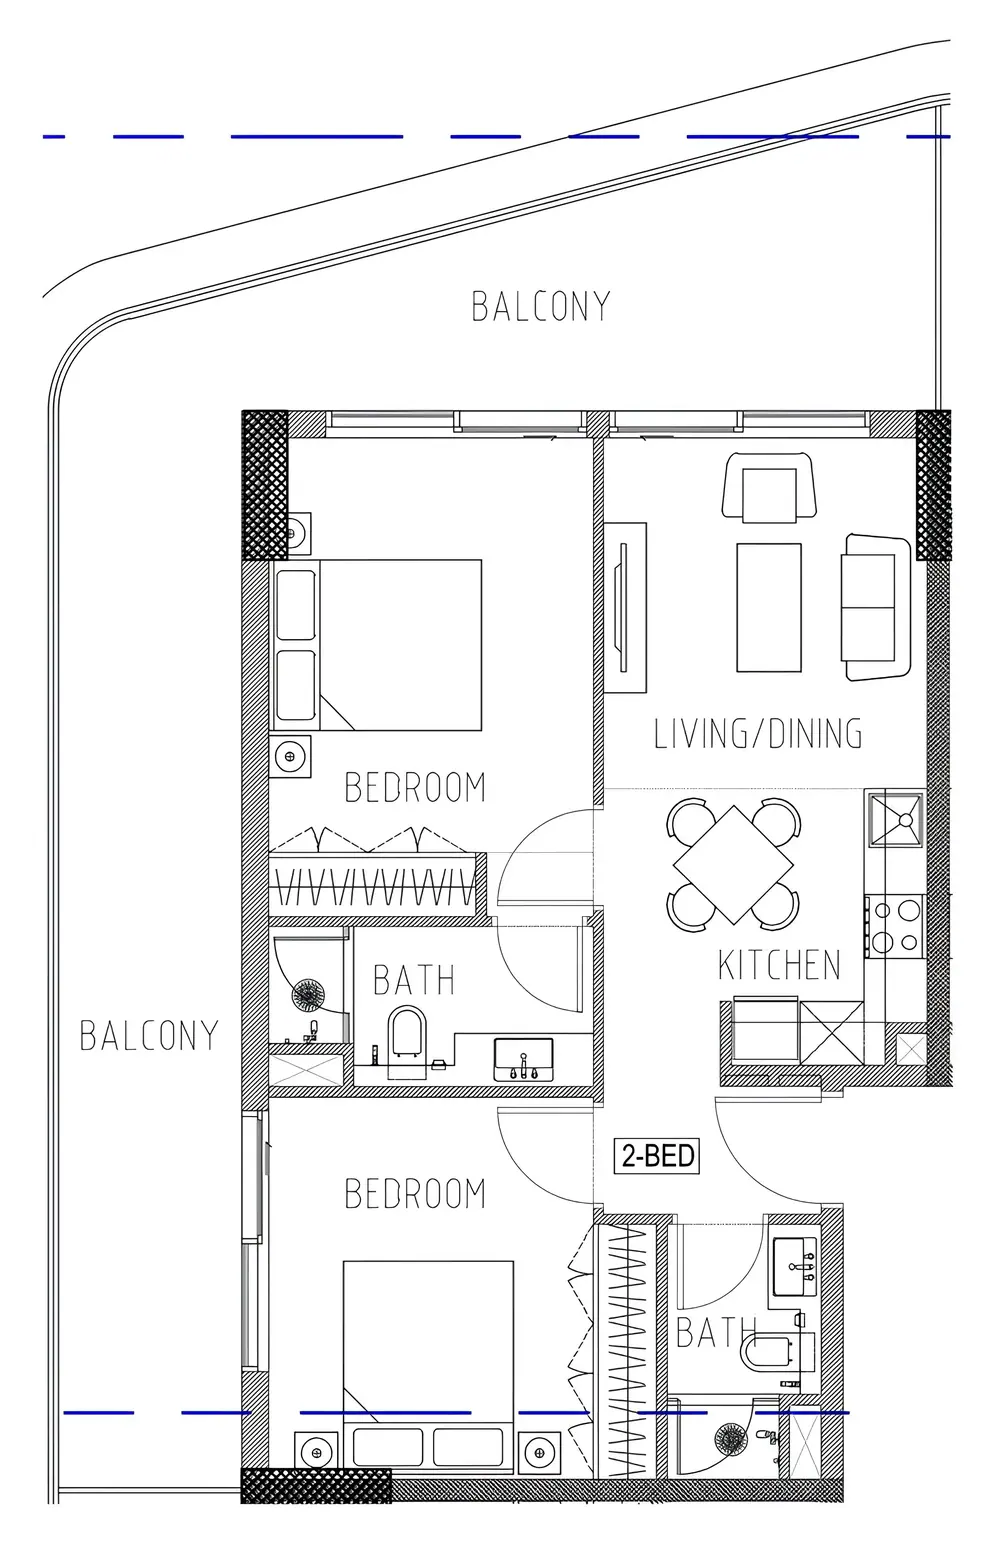 BALCONY
LIVING/DINING
BEDROOM
KITCHEN
BATH
BALCONY
2-BED
BEDROOM
BATH